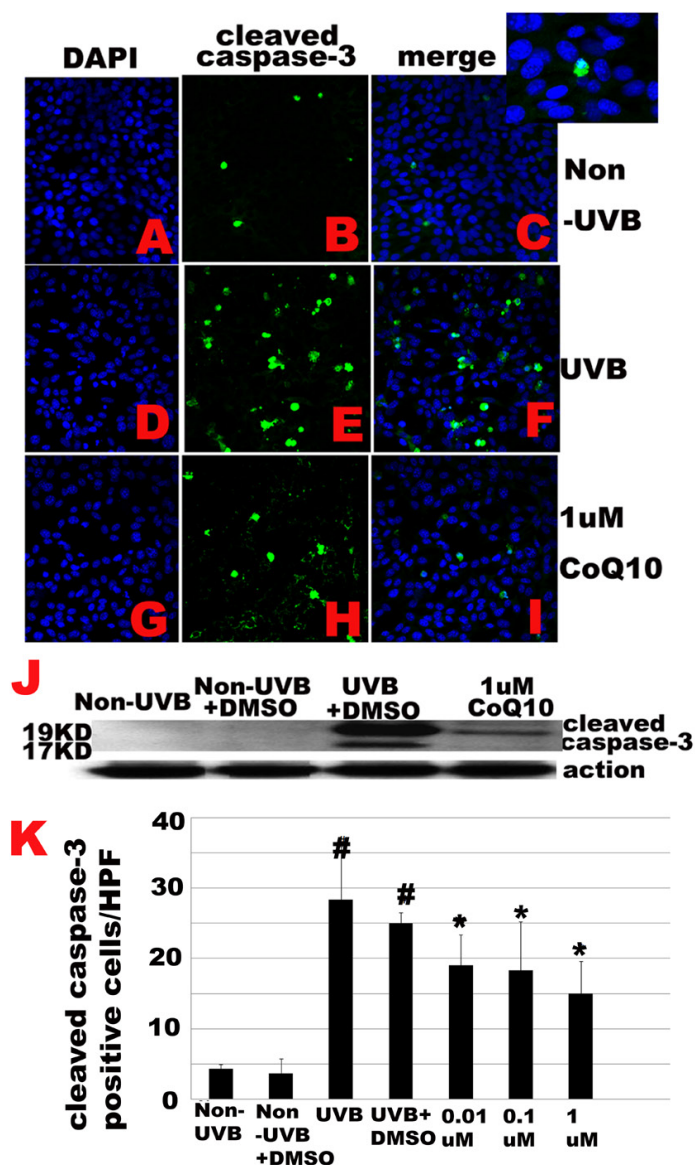 DAPI
cleaved
caspase-3
merge
A
B
C
Non
-UVB
D
E
F
UVB
G
H
I
1uM
CoQ10
J
Non-UVB
Non-UVB
+DMSO
UVB
+DMSO
1uM
CoQ10
19KD
17KD
cleaved
caspase-3
action
K
cleaved caspase-3
positive cells/HPF
40
30
20
10
0
#
#
*
*
*
Non-
UVB
Non
-UVB
+DMSO
UVB
UVB+
DMSO
0.01
uM
0.1
uM
1
uM